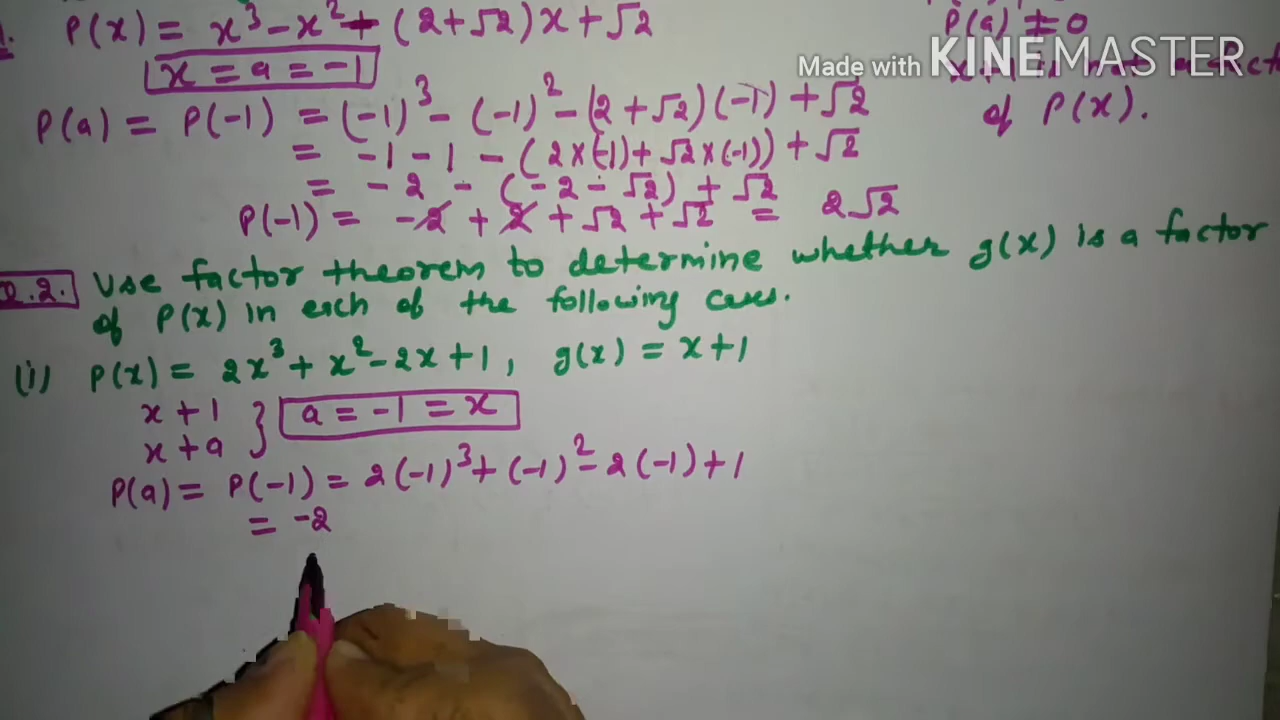 P(x) = x³ - x² - (2+√2)x + √2
x = a = -1
P(a) = P(-1) = (-1)³ - (-1)² - (2+√2)(-1) + √2
= -1 - 1 - (2×(-1) + √2×(-1)) + √2
= -2 - (-2 - √2) + √2
P(-1) = -2 + 2 + √2 + √2 = 2√2
P(a) ≠ 0
of P(x).
Made with KINEMASTER
Q.2. Use factor theorem to determine whether g(x) is a factor
of P(x) in each of the following cases.
(i) P(x) = 2x³ + x² - 2x + 1, g(x) = x+1
x + 1
x + a } a = -1 = x
P(a) = P(-1) = 2(-1)³ + (-1)² - 2(-1) + 1
= -2